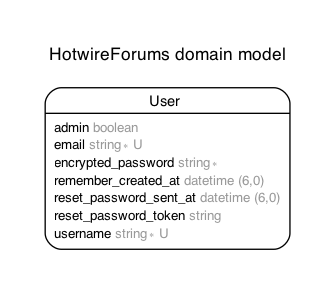 HotwireForums domain model
User
admin boolean
email string∗ U
encrypted_password string∗
remember_created_at datetime (6,0)
reset_password_sent_at datetime (6,0)
reset_password_token string
username string∗ U